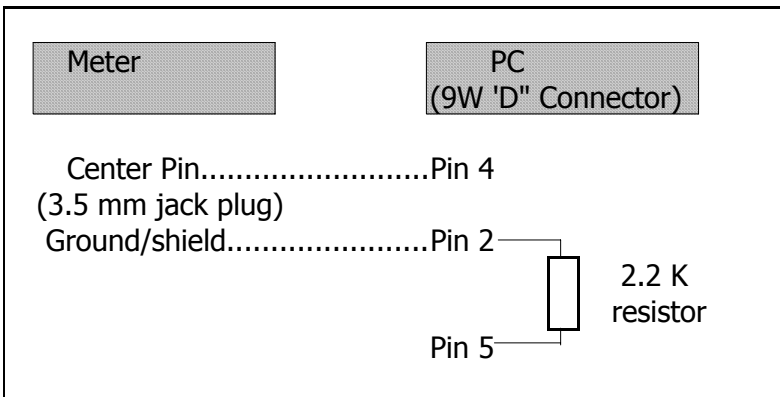 Meter
PC
(9W 'D" Connector)
Center Pin..........................Pin 4
(3.5 mm jack plug)
Ground/shield.......................Pin 2
2.2 K
resistor
Pin 5